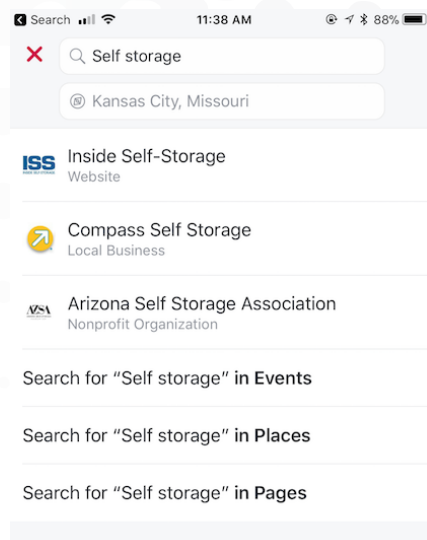 Search 11:38 AM 88%
Self storage
Kansas City, Missouri
ISS
Inside Self-Storage
Website
Compass Self Storage
Local Business
AZSA
Arizona Self Storage Association
Nonprofit Organization
Search for “Self storage” in Events
Search for “Self storage” in Places
Search for “Self storage” in Pages